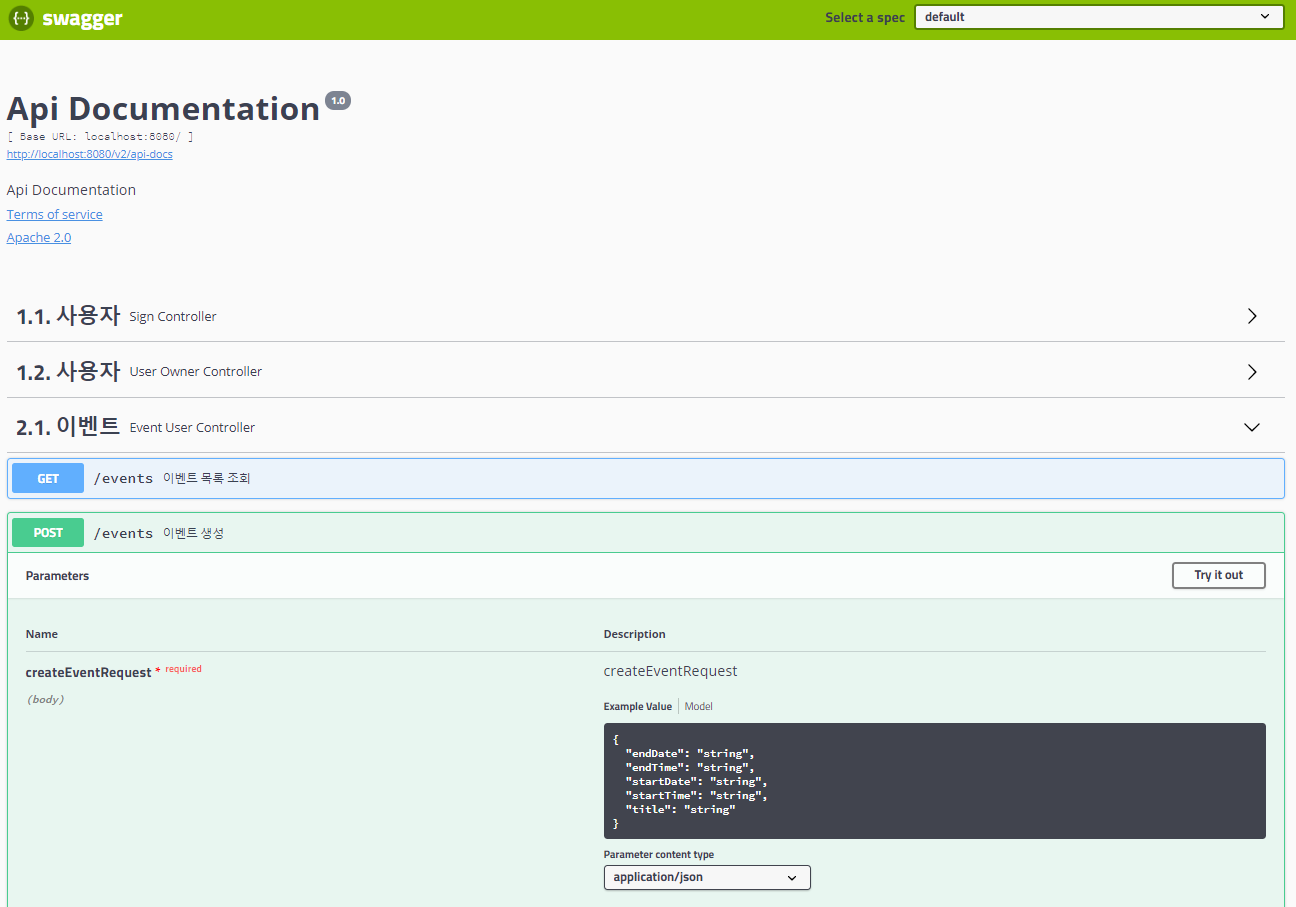 {··} swagger
Select a spec default
Api Documentation 1.0
[ Base URL: localhost:8080/ ]
http://localhost:8080/v2/api-docs
Api Documentation
Terms of service
Apache 2.0
1.1. 사용자 Sign Controller
1.2. 사용자 User Owner Controller
2.1. 이벤트 Event User Controller
GET /events 이벤트 목록 조회
POST /events 이벤트 생성
Parameters Try it out
Name Description
createEventRequest * required createEventRequest
(body)
Example Value Model
{
"endDate": "string",
"endTime": "string",
"startDate": "string",
"startTime": "string",
"title": "string"
}
Parameter content type
application/json